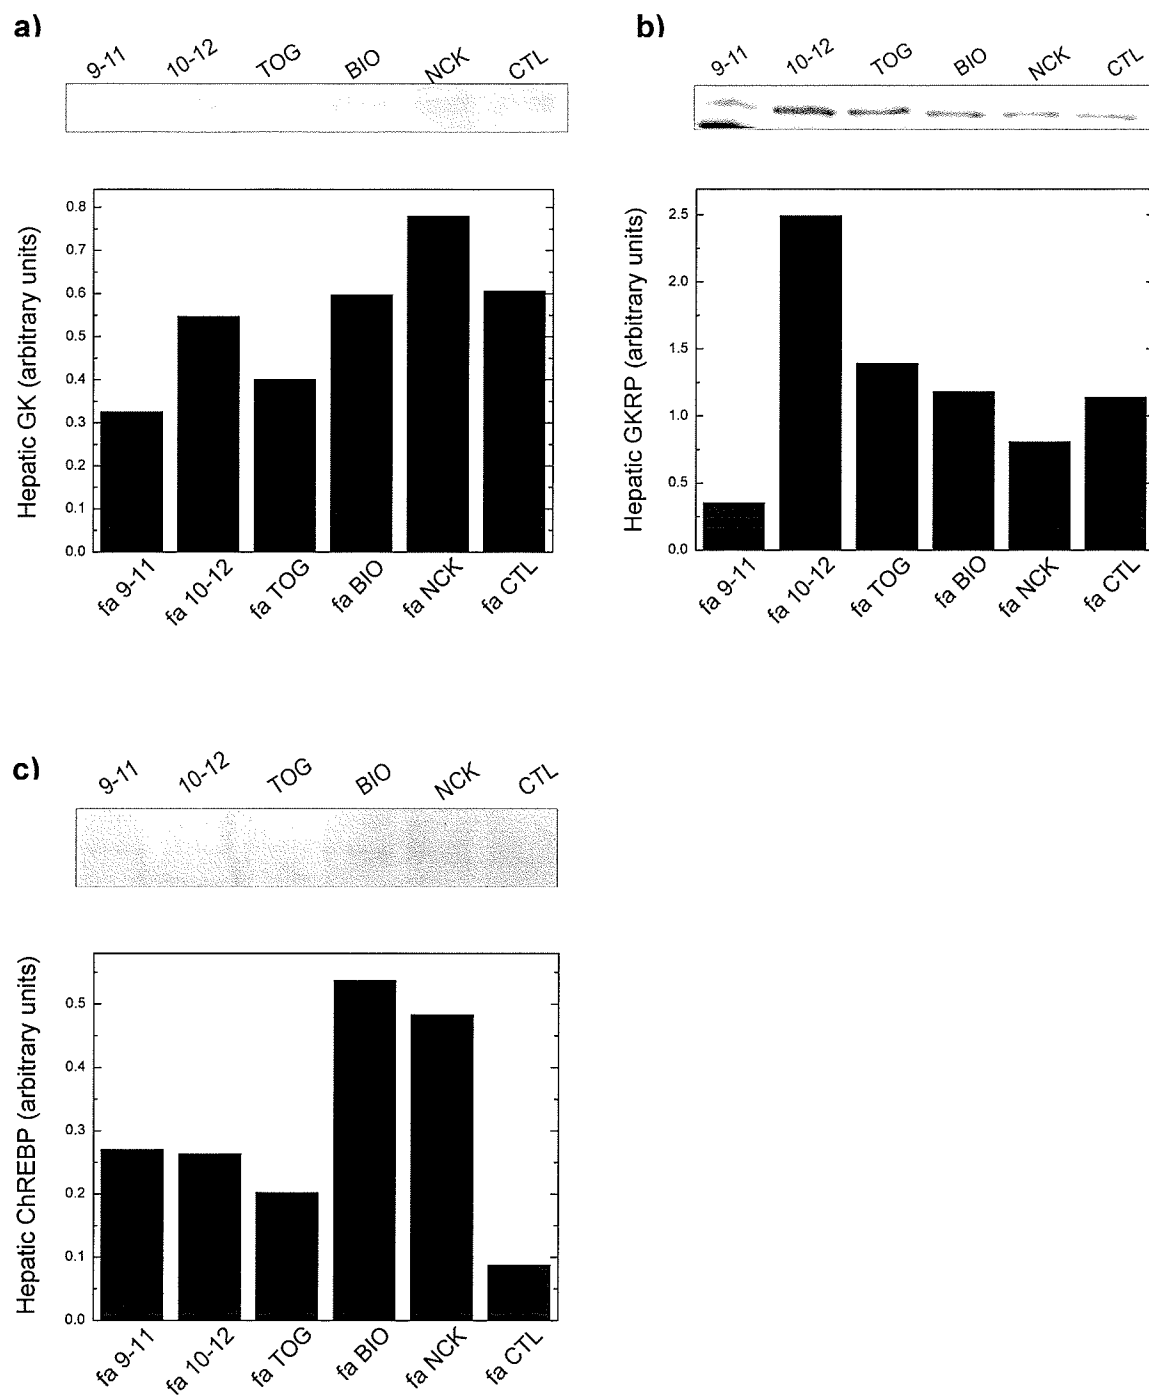 a)
9-11 10-12 TOG BIO NCK CTL
Hepatic GK (arbitrary units)
0.8
0.7
0.6
0.5
0.4
0.3
0.2
0.1
0.0
fa 9-11 fa 10-12 fa TOG fa BIO fa NCK fa CTL
b)
9-11 10-12 TOG BIO NCK CTL
Hepatic GKRP (arbitrary units)
2.5
2.0
1.5
1.0
0.5
0.0
fa 9-11 fa 10-12 fa TOG fa BIO fa NCK fa CTL
c)
9-11 10-12 TOG BIO NCK CTL
Hepatic ChREBP (arbitrary units)
0.5
0.4
0.3
0.2
0.1
0.0
fa 9-11 fa 10-12 fa TOG fa BIO fa NCK fa CTL